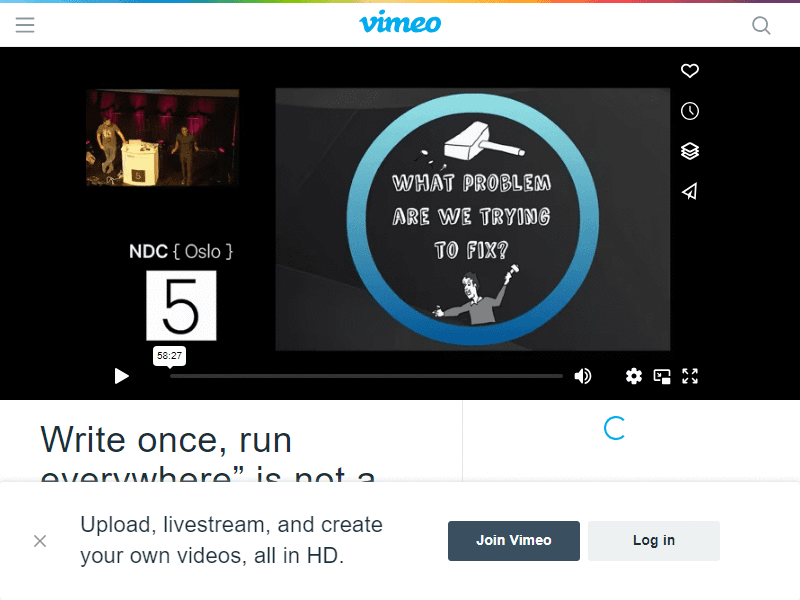 vimeo
WHAT PROBLEM
ARE WE TRYING
TO FIX?
5
NDC { Oslo }
5
58:27
Write once, run
everywhere” is not a
Upload, livestream, and create
your own videos, all in HD.
Join Vimeo
Log in